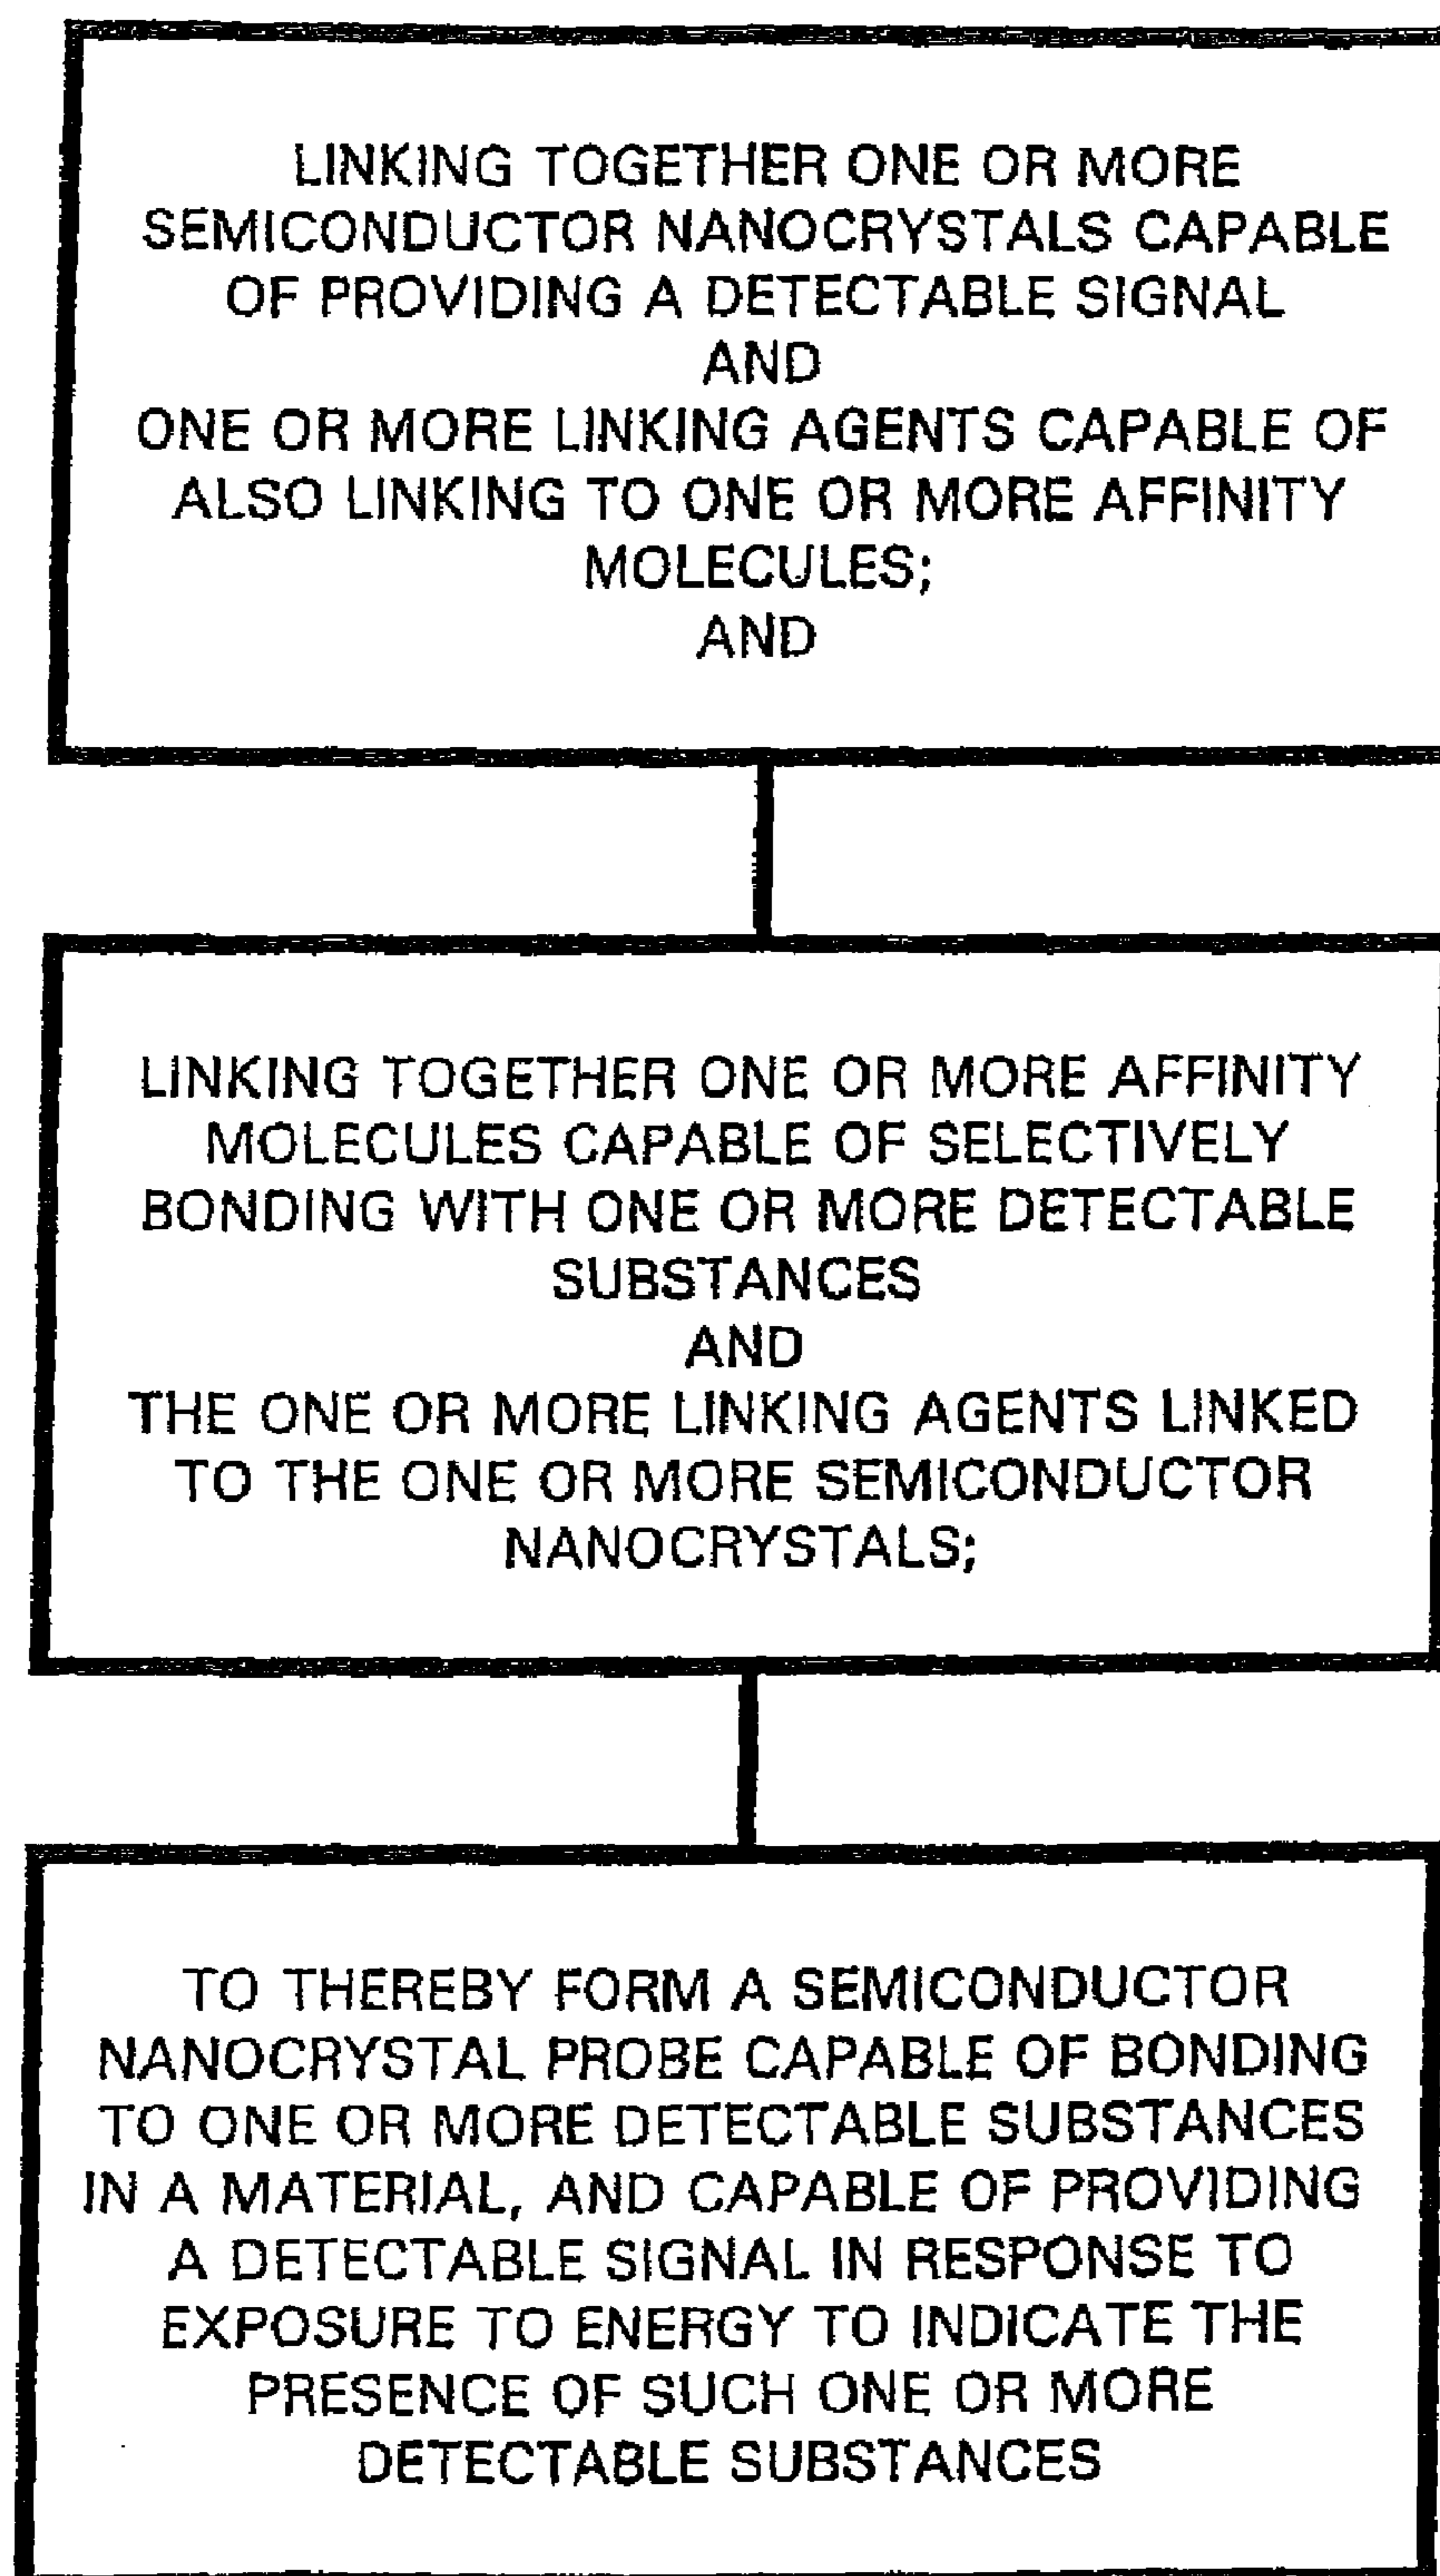 LINKING TOGETHER ONE OR MORE
SEMICONDUCTOR NANOCRYSTALS CAPABLE
OF PROVIDING A DETECTABLE SIGNAL
AND
ONE OR MORE LINKING AGENTS CAPABLE OF
ALSO LINKING TO ONE OR MORE AFFINITY
MOLECULES;
AND
LINKING TOGETHER ONE OR MORE AFFINITY
MOLECULES CAPABLE OF SELECTIVELY
BONDING WITH ONE OR MORE DETECTABLE
SUBSTANCES
AND
THE ONE OR MORE LINKING AGENTS LINKED
TO THE ONE OR MORE SEMICONDUCTOR
NANOCRYSTALS;
TO THEREBY FORM A SEMICONDUCTOR
NANOCRYSTAL PROBE CAPABLE OF BONDING
TO ONE OR MORE DETECTABLE SUBSTANCES
IN A MATERIAL, AND CAPABLE OF PROVIDING
A DETECTABLE SIGNAL IN RESPONSE TO
EXPOSURE TO ENERGY TO INDICATE THE
PRESENCE OF SUCH ONE OR MORE
DETECTABLE SUBSTANCES